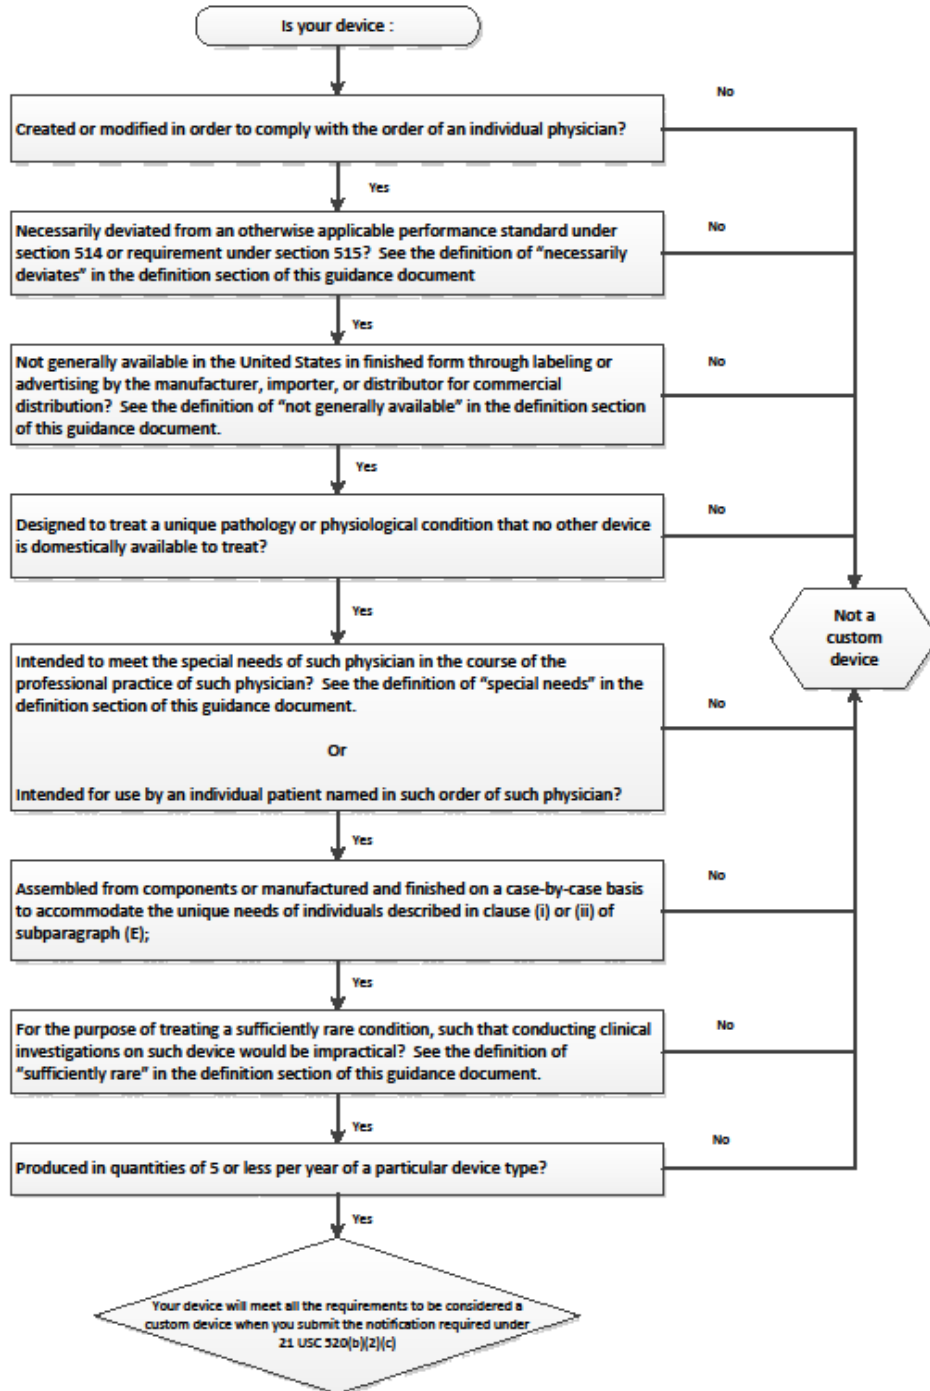 Is your device :
No
Created or modified in order to comply with the order of an individual physician?
Yes
Necessarily deviated from an otherwise applicable performance standard under
section 514 or requirement under section 515? See the definition of “necessarily
deviates” in the definition section of this guidance document
No
Yes
Not generally available in the United States in finished form through labeling or
advertising by the manufacturer, importer, or distributor for commercial
distribution? See the definition of “not generally available” in the definition section
of this guidance document.
No
Yes
Designed to treat a unique pathology or physiological condition that no other device
is domestically available to treat?
No
Yes
Not a
custom
device
Intended to meet the special needs of such physician in the course of the
professional practice of such physician? See the definition of “special needs” in the
definition section of this guidance document.
Or
Intended for use by an individual patient named in such order of such physician?
No
Yes
Assembled from components or manufactured and finished on a case-by-case basis
to accommodate the unique needs of individuals described in clause (i) or (ii) of
subparagraph (E);
No
Yes
For the purpose of treating a sufficiently rare condition, such that conducting clinical
investigations on such device would be impractical? See the definition of
“sufficiently rare” in the definition section of this guidance document.
No
Yes
Produced in quantities of 5 or less per year of a particular device type?
No
Yes
Your device will meet all the requirements to be considered a
custom device when you submit the notification required under
21 USC 520(b)(2)(c)